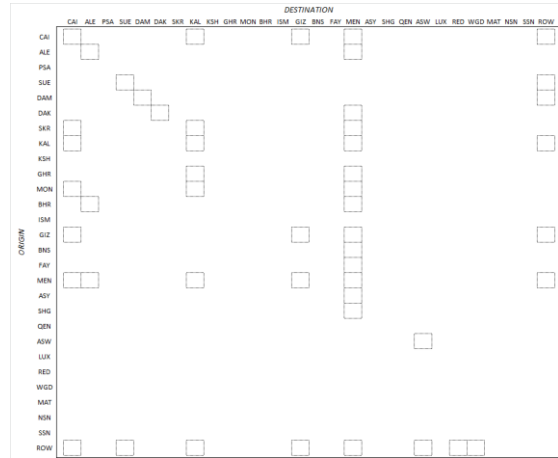 DESTINATION
CAI ALE PSA SUE DAM DAK SKR KAL KSH GHR MON BHR ISM GIZ BNS FAY MEN ASY SHG QEN ASW LUX RED WGD MAT NSN SSN ROW
ORIGIN
CAI
ALE
PSA
SUE
DAM
DAK
SKR
KAL
KSH
GHR
MON
BHR
ISM
GIZ
BNS
FAY
MEN
ASY
SHG
QEN
ASW
LUX
RED
WGD
MAT
NSN
SSN
ROW